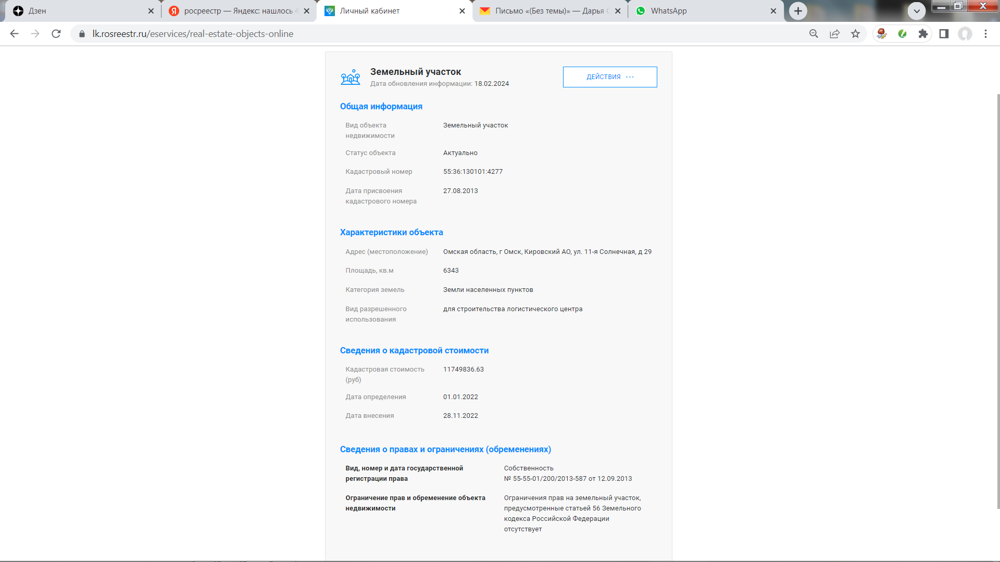 Дзен
росреестр — Яндекс: нашлось
Личный кабинет
Письмо «(Без темы)» — Дарья
WhatsApp
lk.rosreestr.ru/eservices/real-estate-objects-online
Земельный участок
Дата обновления информации: 18.02.2024
ДЕЙСТВИЯ ...
Общая информация
Вид объекта
недвижимости
Земельный участок
Статус объекта
Актуально
Кадастровый номер
55:36:130101:4277
Дата присвоения
кадастрового номера
27.08.2013
Характеристики объекта
Адрес (местоположение)
Омская область, г Омск, Кировский АО, ул. 11-я Солнечная, д 29
Площадь, кв.м
6343
Категория земель
Земли населенных пунктов
Вид разрешенного
использования
для строительства логистического центра
Сведения о кадастровой стоимости
Кадастровая стоимость
(руб)
11749836.63
Дата определения
01.01.2022
Дата внесения
28.11.2022
Сведения о правах и ограничениях (обременениях)
Вид, номер и дата государственной
регистрации права
Собственность
№ 55-55-01/200/2013-587 от 12.09.2013
Ограничение прав и обременение объекта
недвижимости
Ограничения прав на земельный участок,
предусмотренные статьей 56 Земельного
кодекса Российской Федерации
отсутствует